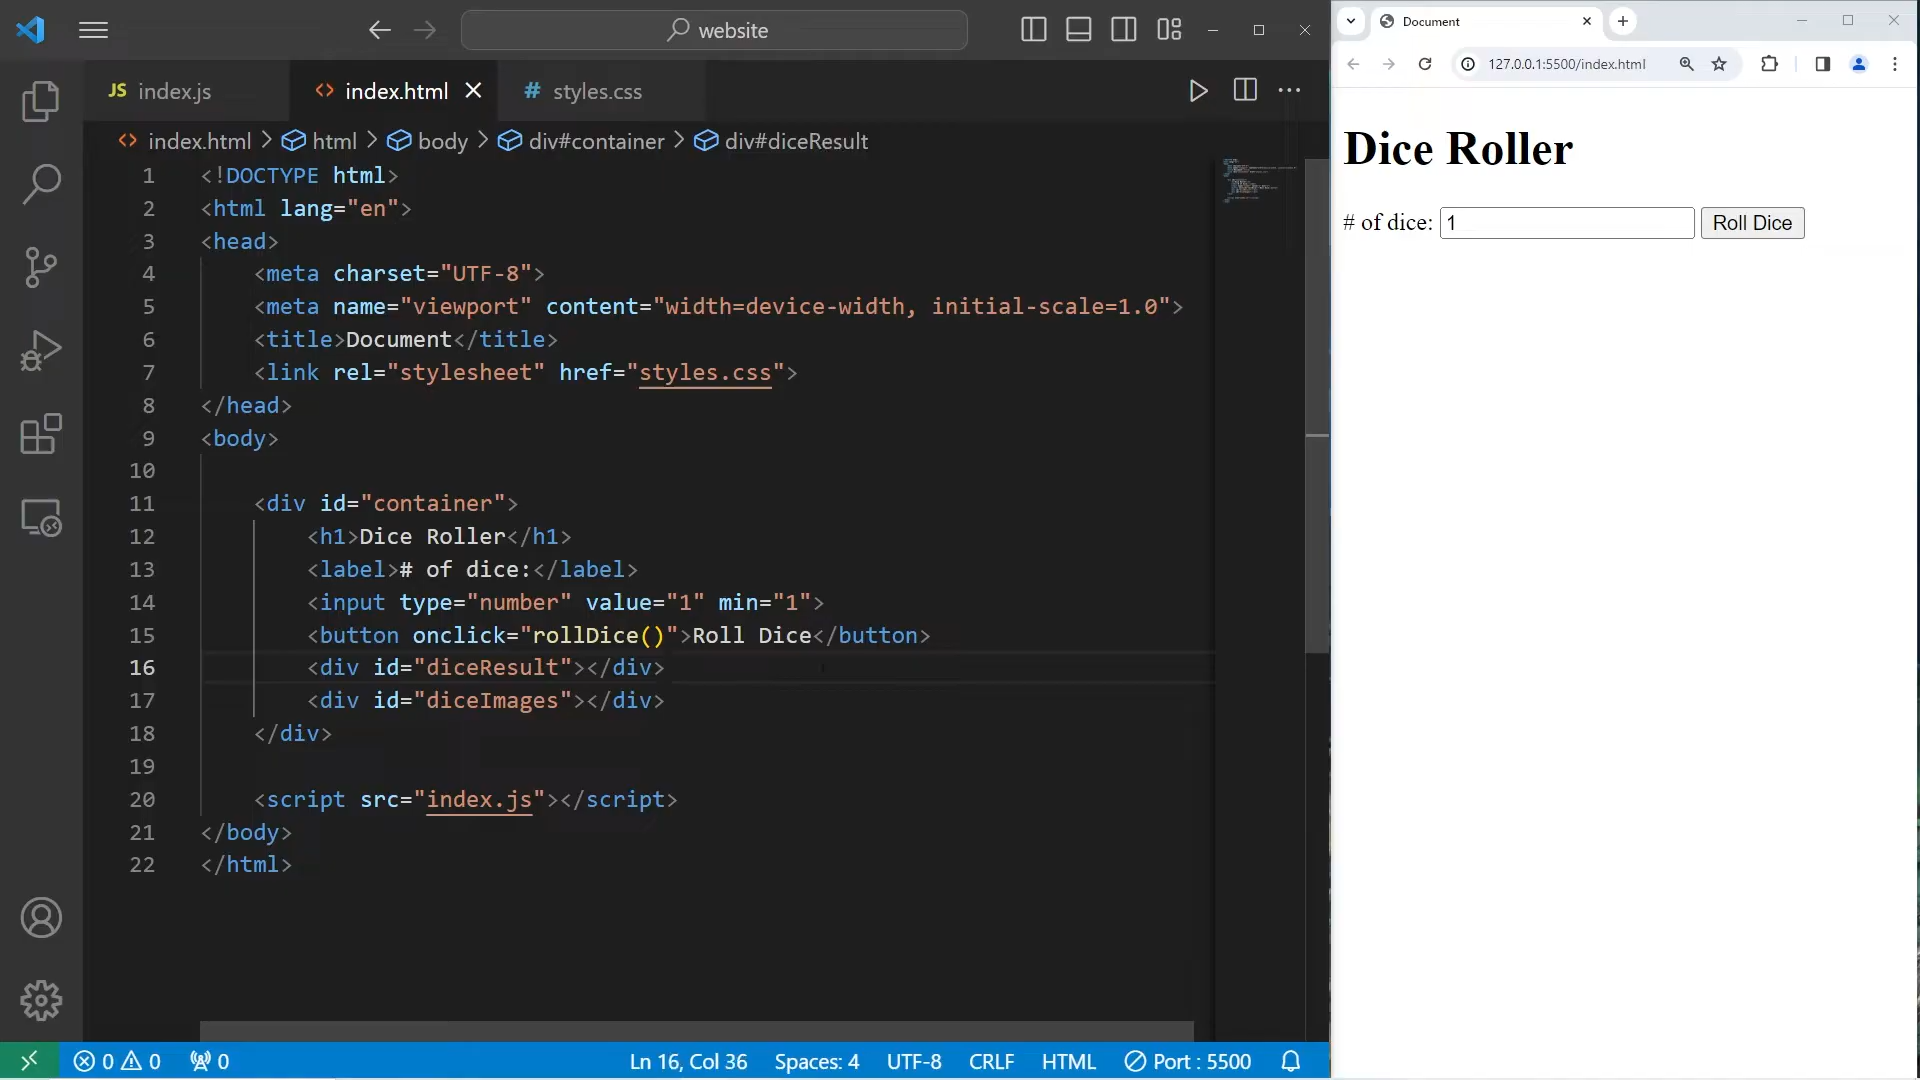 website
JS index.js
<> index.html
# styles.css
<> index.html > html > body > div#container > div#diceResult
1 <!DOCTYPE html>
2 <html lang="en">
3 <head>
4     <meta charset="UTF-8">
5     <meta name="viewport" content="width=device-width, initial-scale=1.0">
6     <title>Document</title>
7     <link rel="stylesheet" href="styles.css">
8 </head>
9 <body>
10
11     <div id="container">
12         <h1>Dice Roller</h1>
13         <label># of dice:</label>
14         <input type="number" value="1" min="1">
15         <button onclick="rollDice()">Roll Dice</button>
16         <div id="diceResult"></div>
17         <div id="diceImages"></div>
18     </div>
19
20     <script src="index.js"></script>
21 </body>
22 </html>
0 0 0
Ln 16, Col 36 Spaces: 4 UTF-8 CRLF HTML Port : 5500
Document
127.0.0.1:5500/index.html
Dice Roller
# of dice: 1 Roll Dice